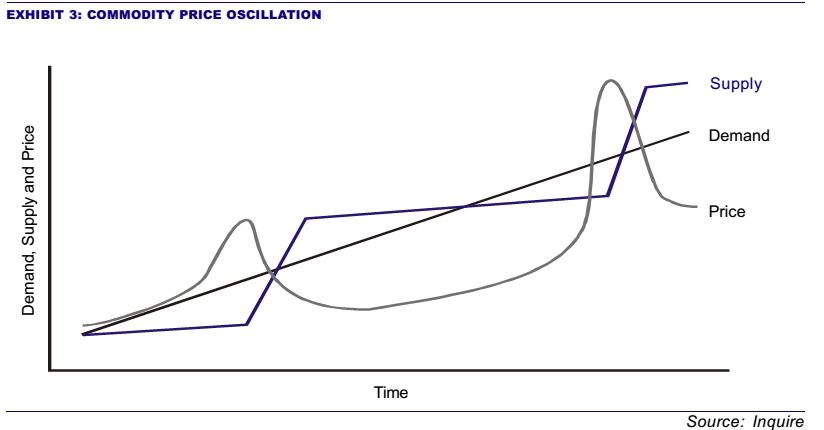 EXHIBIT 3: COMMODITY PRICE OSCILLATION
Demand, Supply and Price
Supply
Demand
Price
Time
Source: Inquire